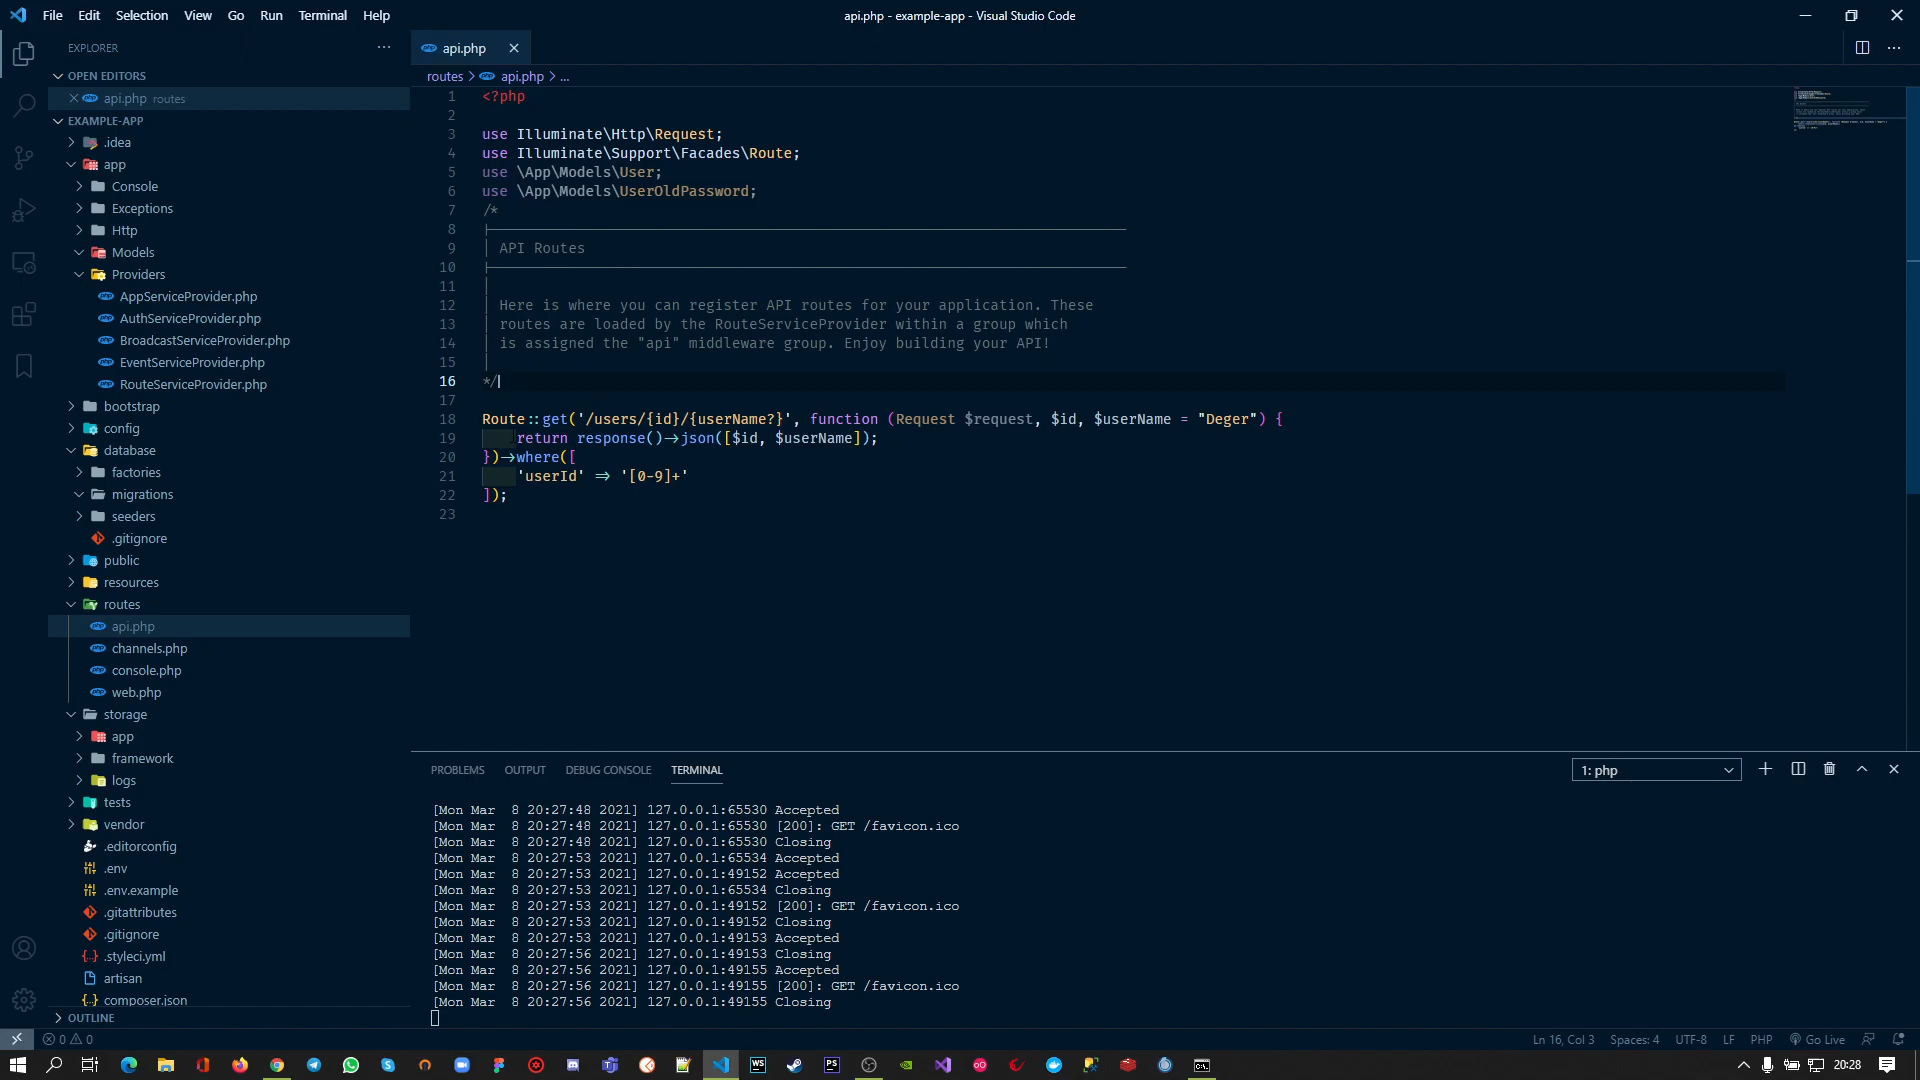 File Edit Selection View Go Run Terminal Help
api.php - example-app - Visual Studio Code
EXPLORER
OPEN EDITORS
api.php routes
EXAMPLE-APP
.idea
app
Console
Exceptions
Http
Models
Providers
AppServiceProvider.php
AuthServiceProvider.php
BroadcastServiceProvider.php
EventServiceProvider.php
RouteServiceProvider.php
bootstrap
config
database
factories
migrations
seeders
.gitignore
public
resources
routes
api.php
channels.php
console.php
web.php
storage
app
framework
logs
tests
vendor
.editorconfig
.env
.env.example
.gitattributes
.gitignore
.styleci.yml
artisan
composer.json
OUTLINE
api.php
routes > api.php > ...
1 <?php
2
3 use Illuminate\Http\Request;
4 use Illuminate\Support\Facades\Route;
5 use \App\Models\User;
6 use \App\Models\UserOldPassword;
7 /*
8
9 | API Routes
10
11 |
12 | Here is where you can register API routes for your application. These
13 | routes are loaded by the RouteServiceProvider within a group which
14 | is assigned the "api" middleware group. Enjoy building your API!
15 |
16 */
17
18 Route::get('/users/{id}/{userName?}', function (Request $request, $id, $userName = "Deger") {
19 return response()->json([$id, $userName]);
20 })->where([
21 'userId' => '[0-9]+'
22 ]);
23
PROBLEMS OUTPUT DEBUG CONSOLE TERMINAL
1: php
[Mon Mar 8 20:27:48 2021] 127.0.0.1:65530 Accepted
[Mon Mar 8 20:27:48 2021] 127.0.0.1:65530 [200]: GET /favicon.ico
[Mon Mar 8 20:27:48 2021] 127.0.0.1:65530 Closing
[Mon Mar 8 20:27:53 2021] 127.0.0.1:65534 Accepted
[Mon Mar 8 20:27:53 2021] 127.0.0.1:49152 Accepted
[Mon Mar 8 20:27:53 2021] 127.0.0.1:65534 Closing
[Mon Mar 8 20:27:53 2021] 127.0.0.1:49152 [200]: GET /favicon.ico
[Mon Mar 8 20:27:53 2021] 127.0.0.1:49152 Closing
[Mon Mar 8 20:27:53 2021] 127.0.0.1:49153 Accepted
[Mon Mar 8 20:27:56 2021] 127.0.0.1:49153 Closing
[Mon Mar 8 20:27:56 2021] 127.0.0.1:49155 Accepted
[Mon Mar 8 20:27:56 2021] 127.0.0.1:49155 [200]: GET /favicon.ico
[Mon Mar 8 20:27:56 2021] 127.0.0.1:49155 Closing
0 0
Ln 16, Col 3 Spaces: 4 UTF-8 LF PHP Go Live
WS PS
20:28